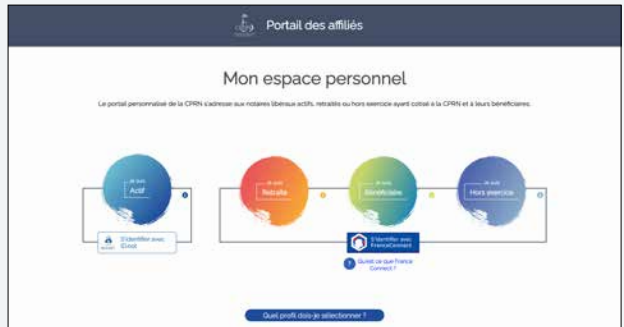 Portail des affiliés
Mon espace personnel
Le portail personnalisé de la CPRN s'adresse aux notaires libéraux actifs, retraités ou hors exercice ayant cotisé à la CPRN et à leurs bénéficiaires.
Je suis
Actif
Je suis
Retraité
Je suis
Bénéficiaire
Je suis
Hors exercice
S'identifier avec
ID.not
S'identifier avec
FranceConnect
Qu'est ce que France
Connect ?
Quel profil dois-je sélectionner ?